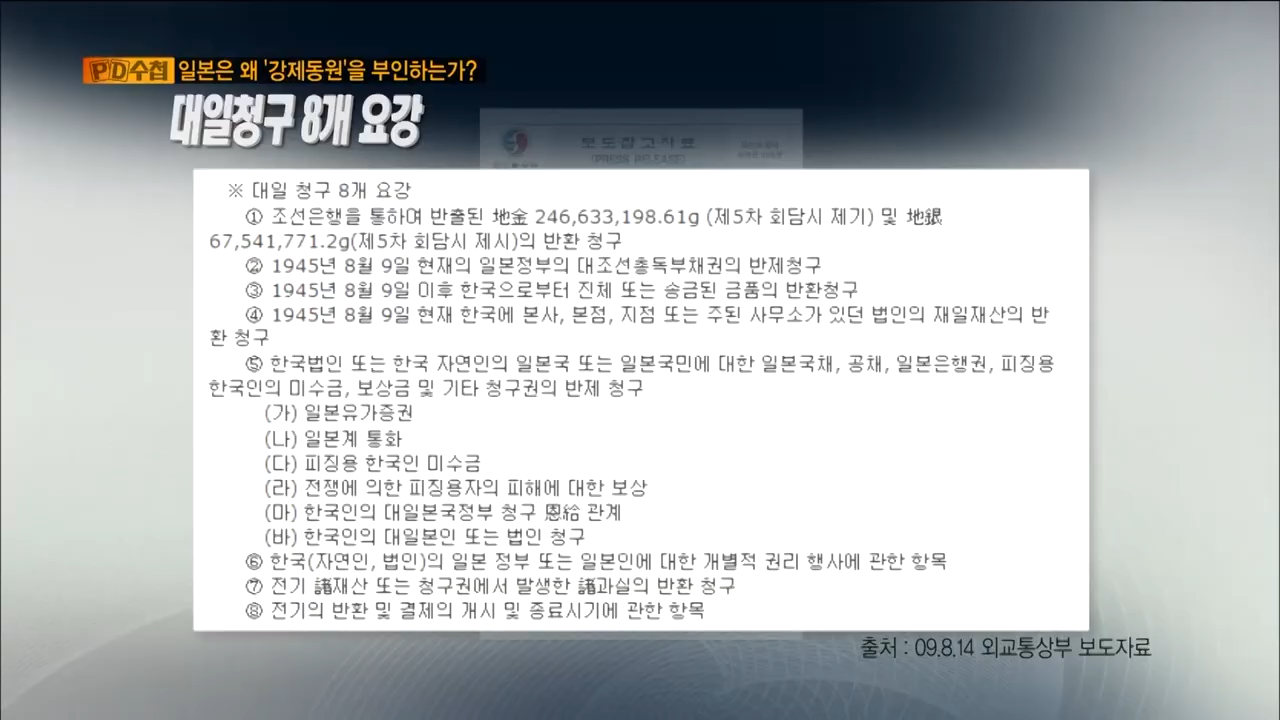 PD수첩 일본은 왜 '강제동원'을 부인하는가?
대일청구 8개 요강
보도참고자료
(PRESS RELEASE)
※ 대일 청구 8개 요강
① 조선은행을 통하여 반출된 地金 246,633,198.61g (제5차 회담시 제기) 및 地銀
67,541,771.2g(제5차 회담시 제시)의 반환 청구
② 1945년 8월 9일 현재의 일본정부의 대조선총독부채권의 반제청구
③ 1945년 8월 9일 이후 한국으로부터 진체 또는 송금된 금품의 반환청구
④ 1945년 8월 9일 현재 한국에 본사, 본점, 지점 또는 주된 사무소가 있던 법인의 재일재산의 반
환 청구
⑤ 한국법인 또는 한국 자연인의 일본국 또는 일본국민에 대한 일본국채, 공채, 일본은행권, 피징용
한국인의 미수금, 보상금 및 기타 청구권의 반제 청구
(가) 일본유가증권
(나) 일본계 통화
(다) 피징용 한국인 미수금
(라) 전쟁에 의한 피징용자의 피해에 대한 보상
(마) 한국인의 대일본국정부 청구 恩給 관계
(바) 한국인의 대일본인 또는 법인 청구
⑥ 한국(자연인, 법인)의 일본 정부 또는 일본인에 대한 개별적 권리 행사에 관한 항목
⑦ 전기 諸재산 또는 청구권에서 발생한 諸과실의 반환 청구
⑧ 전기의 반환 및 결제의 개시 및 종료시기에 관한 항목
출처 : 09.8.14 외교통상부 보도자료